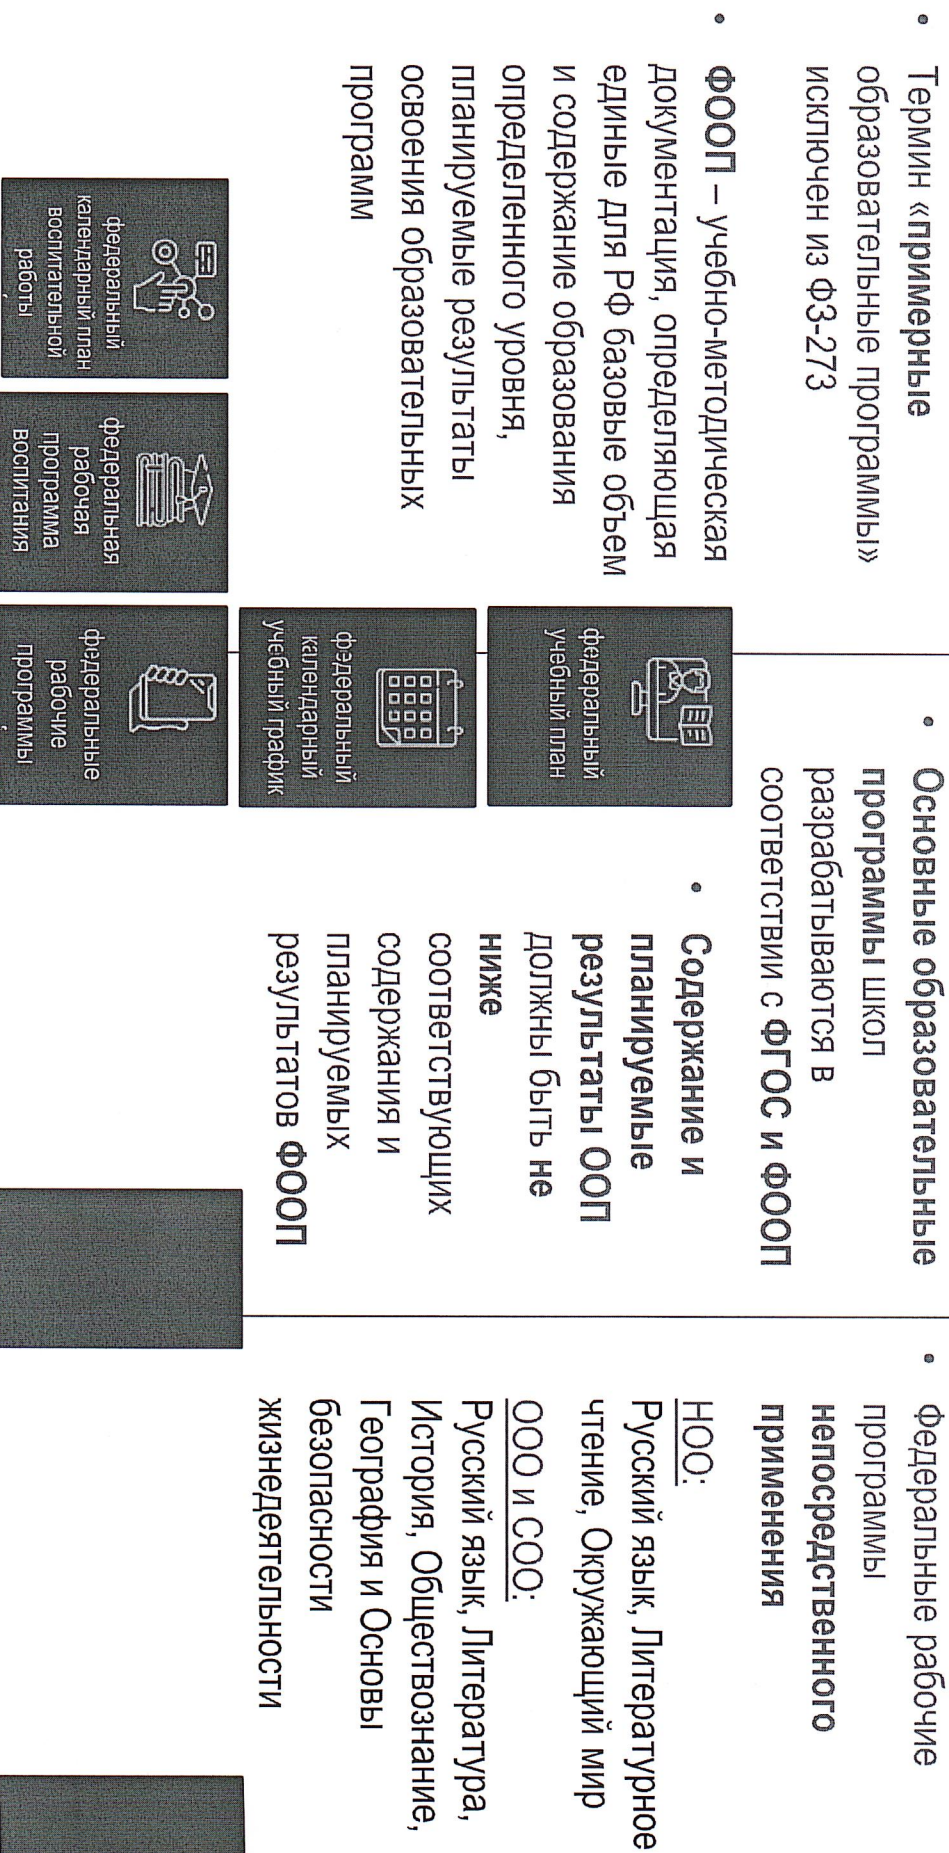 Термин «примерные
образовательные программы»
исключен из ФЗ-273
ФООП – учебно-методическая
документация, определяющая
единые для РФ базовые объем
и содержание образования
определенного уровня,
планируемые результаты
освоения образовательных
программ
федеральный
учебный план
федеральный
календарный
учебный график
федеральный
календарный план
воспитательной
работы
федеральная
рабочая
программа
воспитания
федеральные
рабочие
программы
Основные образовательные
программы школ
разрабатываются в
соответствии с ФГОС и ФООП
Содержание и
планируемые
результаты ООП
должны быть не
ниже
соответствующих
содержания и
планируемых
результатов ФООП
Федеральные рабочие
программы
непосредственного
применения
НОО:
Русский язык, Литературное
чтение, Окружающий мир
ООО и СОО:
Русский язык, Литература,
История, Обществознание,
География и Основы
безопасности
жизнедеятельности